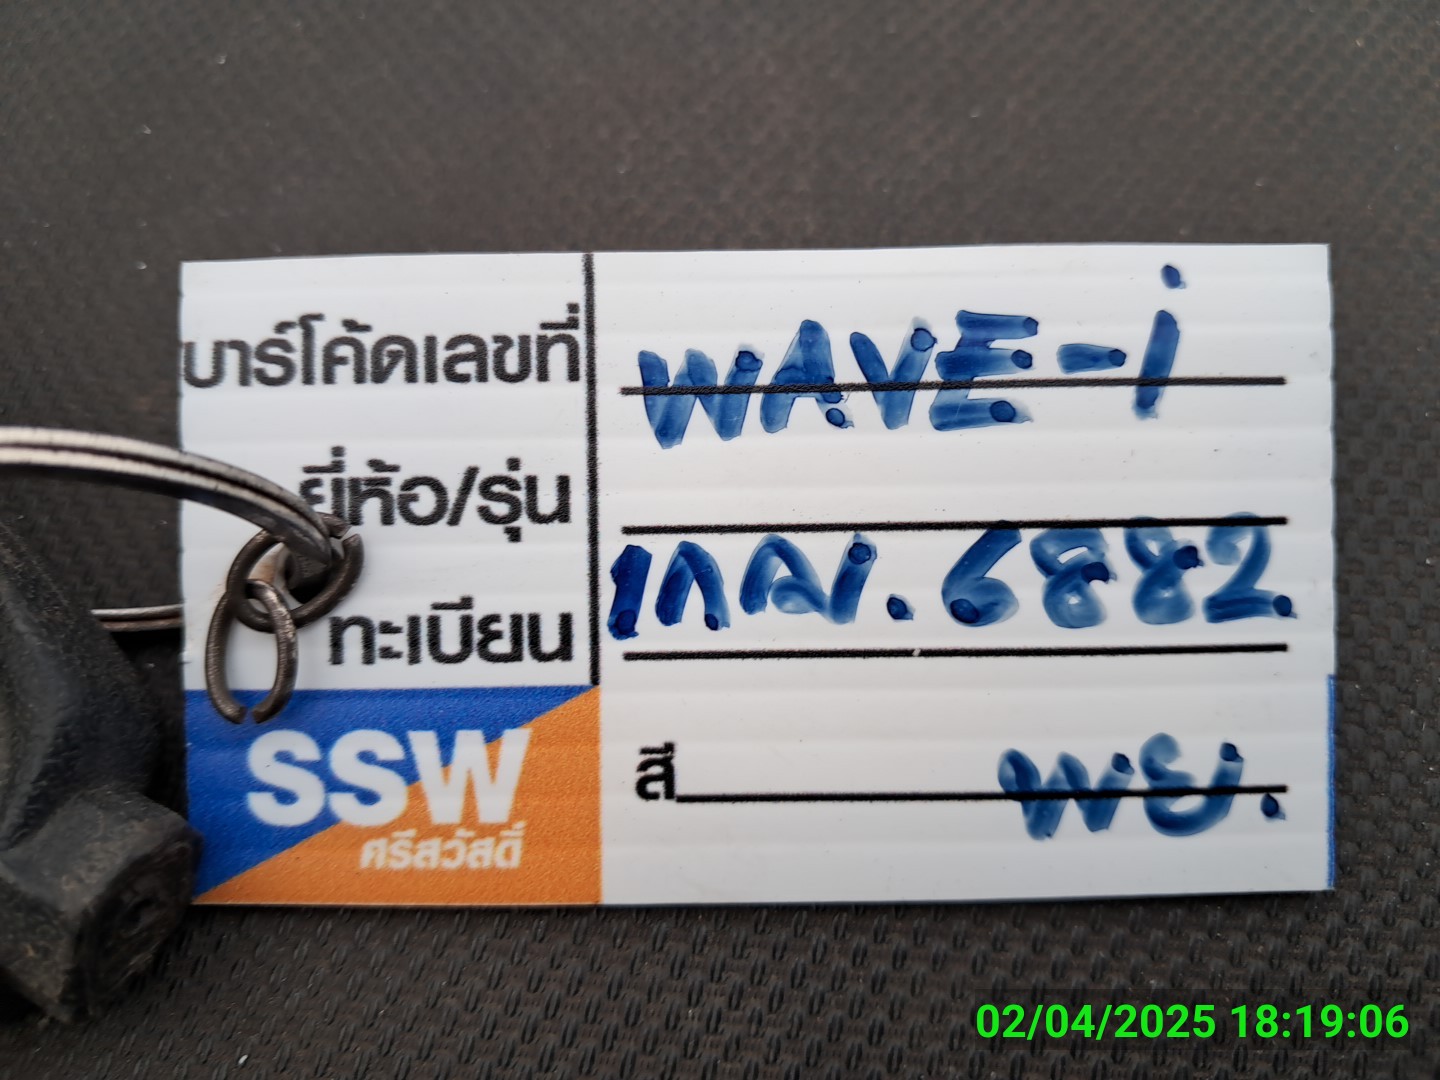 บาร์โค้ดเลขที่ WAVE-i
ยี่ห้อ/รุ่น
ทะเบียน 1กฌ. 6882.
SSW
ศรีสวัสดิ์
สี พย.
02/04/2025 18:19:06